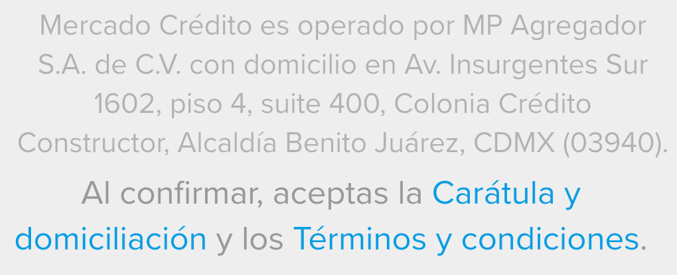 Mercado Crédito es operado por MP Agregador
S.A. de C.V. con domicilio en Av. Insurgentes Sur
1602, piso 4, suite 400, Colonia Crédito
Constructor, Alcaldía Benito Juárez, CDMX (03940).
Al confirmar, aceptas la Carátula y
domiciliación y los Términos y condiciones.